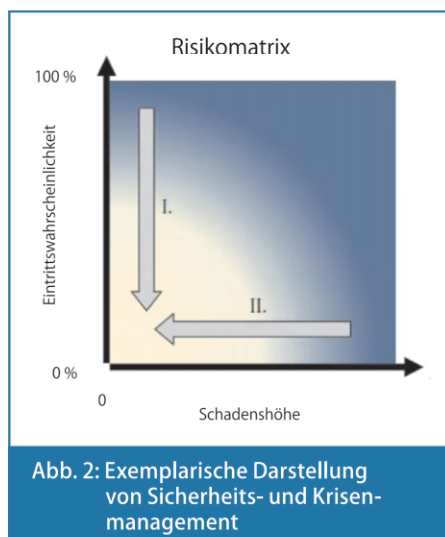 Risikomatrix
100 %
Eintrittswahrscheinlichkeit
I.
II.
0 %
0
Schadenshöhe
Abb. 2: Exemplarische Darstellung
von Sicherheits- und Krisen-
management